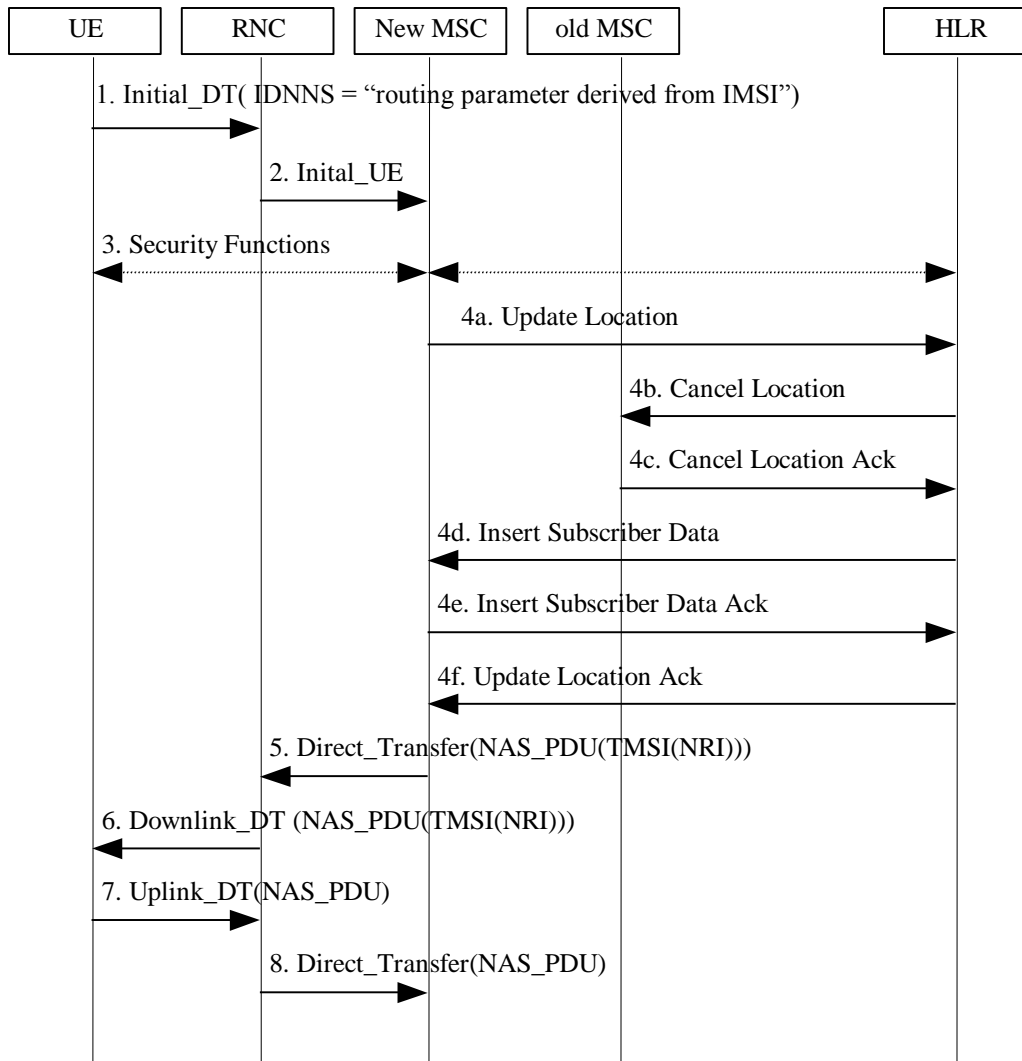 UE
RNC
New MSC
old MSC
HLR
1. Initial_DT( IDNNS = “routing parameter derived from IMSI”)
2. Inital_UE
3. Security Functions
4a. Update Location
4b. Cancel Location
4c. Cancel Location Ack
4d. Insert Subscriber Data
4e. Insert Subscriber Data Ack
4f. Update Location Ack
5. Direct_Transfer(NAS_PDU(TMSI(NRI)))
6. Downlink_DT (NAS_PDU(TMSI(NRI)))
7. Uplink_DT(NAS_PDU)
8. Direct_Transfer(NAS_PDU)